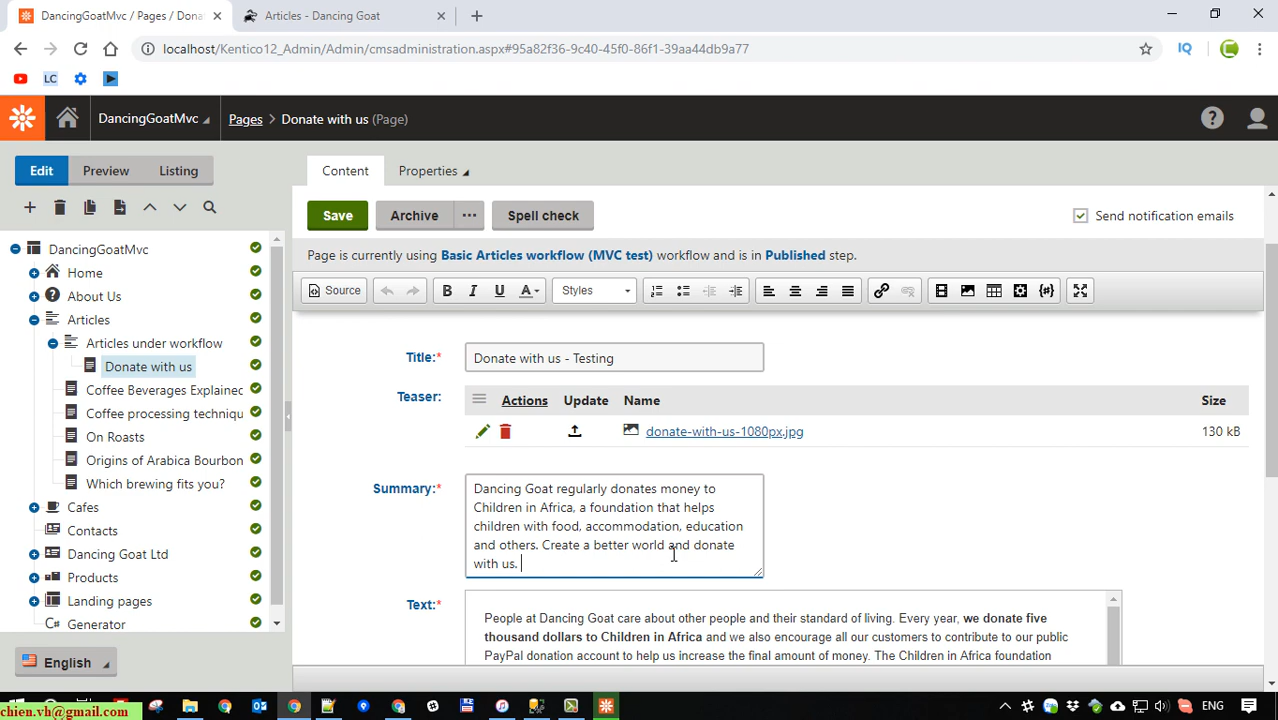 DancingGoatMvc / Pages / Dona
Articles - Dancing Goat
localhost/Kentico12_Admin/Admin/cmsadministration.aspx#95a82f36-9c40-45f0-86f1-39aa44db9a77
IQ
LC
DancingGoatMvc
Pages > Donate with us (Page)
Edit
Preview
Listing
Content
Properties
Save
Archive
Spell check
Send notification emails
Page is currently using Basic Articles workflow (MVC test) workflow and is in Published step.
Source
B I U A
Styles
DancingGoatMvc
Home
About Us
Articles
Articles under workflow
Donate with us
Coffee Beverages Explained
Coffee processing techniqu
On Roasts
Origins of Arabica Bourbon
Which brewing fits you?
Cafes
Contacts
Dancing Goat Ltd
Products
Landing pages
C# Generator
English
Title:*
Donate with us - Testing
Teaser:*
Actions
Update
Name
Size
donate-with-us-1080px.jpg
130 kB
Summary:*
Dancing Goat regularly donates money to
Children in Africa, a foundation that helps
children with food, accommodation, education
and others. Create a better world and donate
with us.
Text:*
People at Dancing Goat care about other people and their standard of living. Every year, we donate five
thousand dollars to Children in Africa and we also encourage all our customers to contribute to our public
PayPal donation account to help us increase the final amount of money. The Children in Africa foundation
chien.vh@gmail.com
ENG